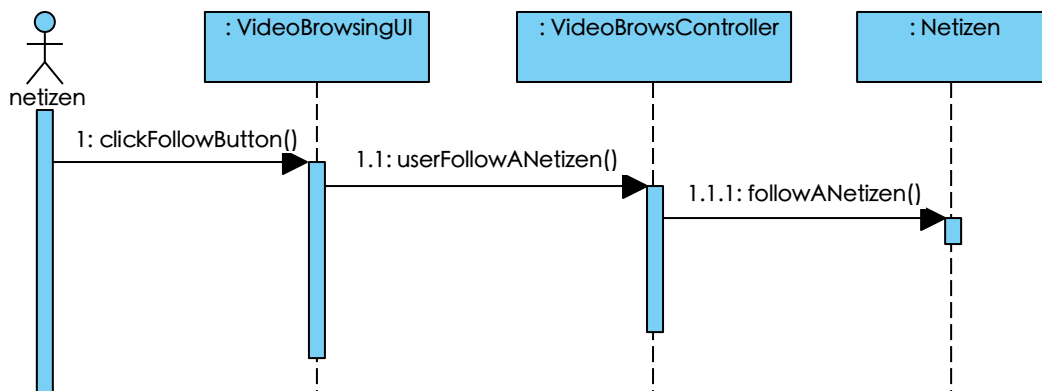 : VideoBrowsingUI
: VideoBrowsController
: Netizen
netizen
1: clickFollowButton()
1.1: userFollowANetizen()
1.1.1: followANetizen()